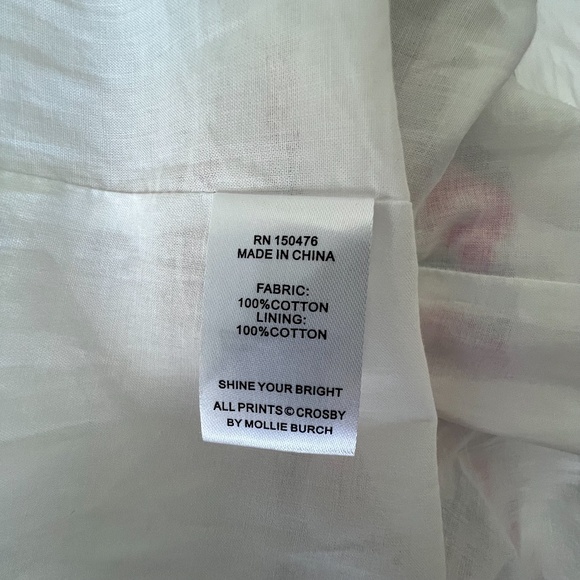 RN 150476
MADE IN CHINA
FABRIC:
100%COTTON
LINING:
100%COTTON
SHINE YOUR BRIGHT
ALL PRINTS © CROSBY
BY MOLLIE BURCH